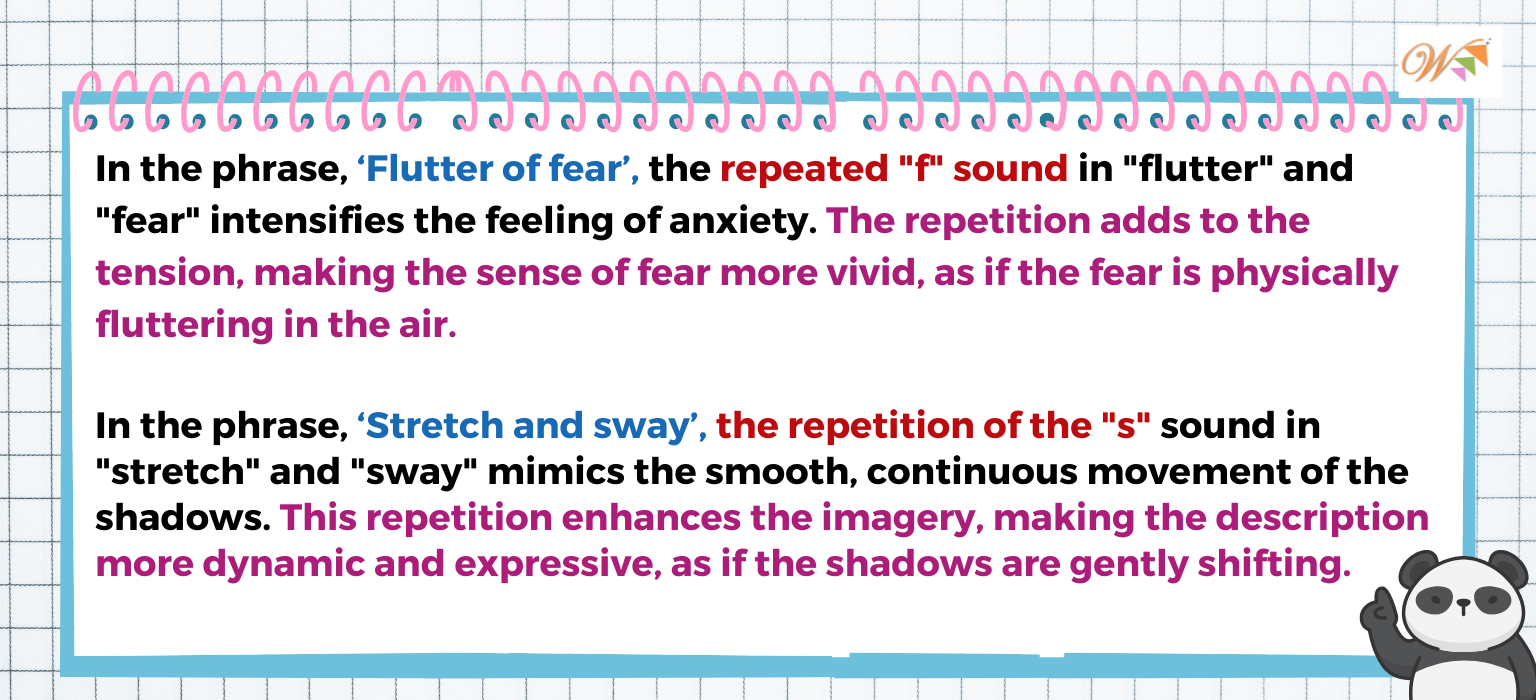 W
In the phrase, ‘Flutter of fear’, the repeated "f" sound in "flutter" and
"fear" intensifies the feeling of anxiety. The repetition adds to the
tension, making the sense of fear more vivid, as if the fear is physically
fluttering in the air.
In the phrase, ‘Stretch and sway’, the repetition of the "s" sound in
"stretch" and "sway" mimics the smooth, continuous movement of the
shadows. This repetition enhances the imagery, making the description
more dynamic and expressive, as if the shadows are gently shifting.